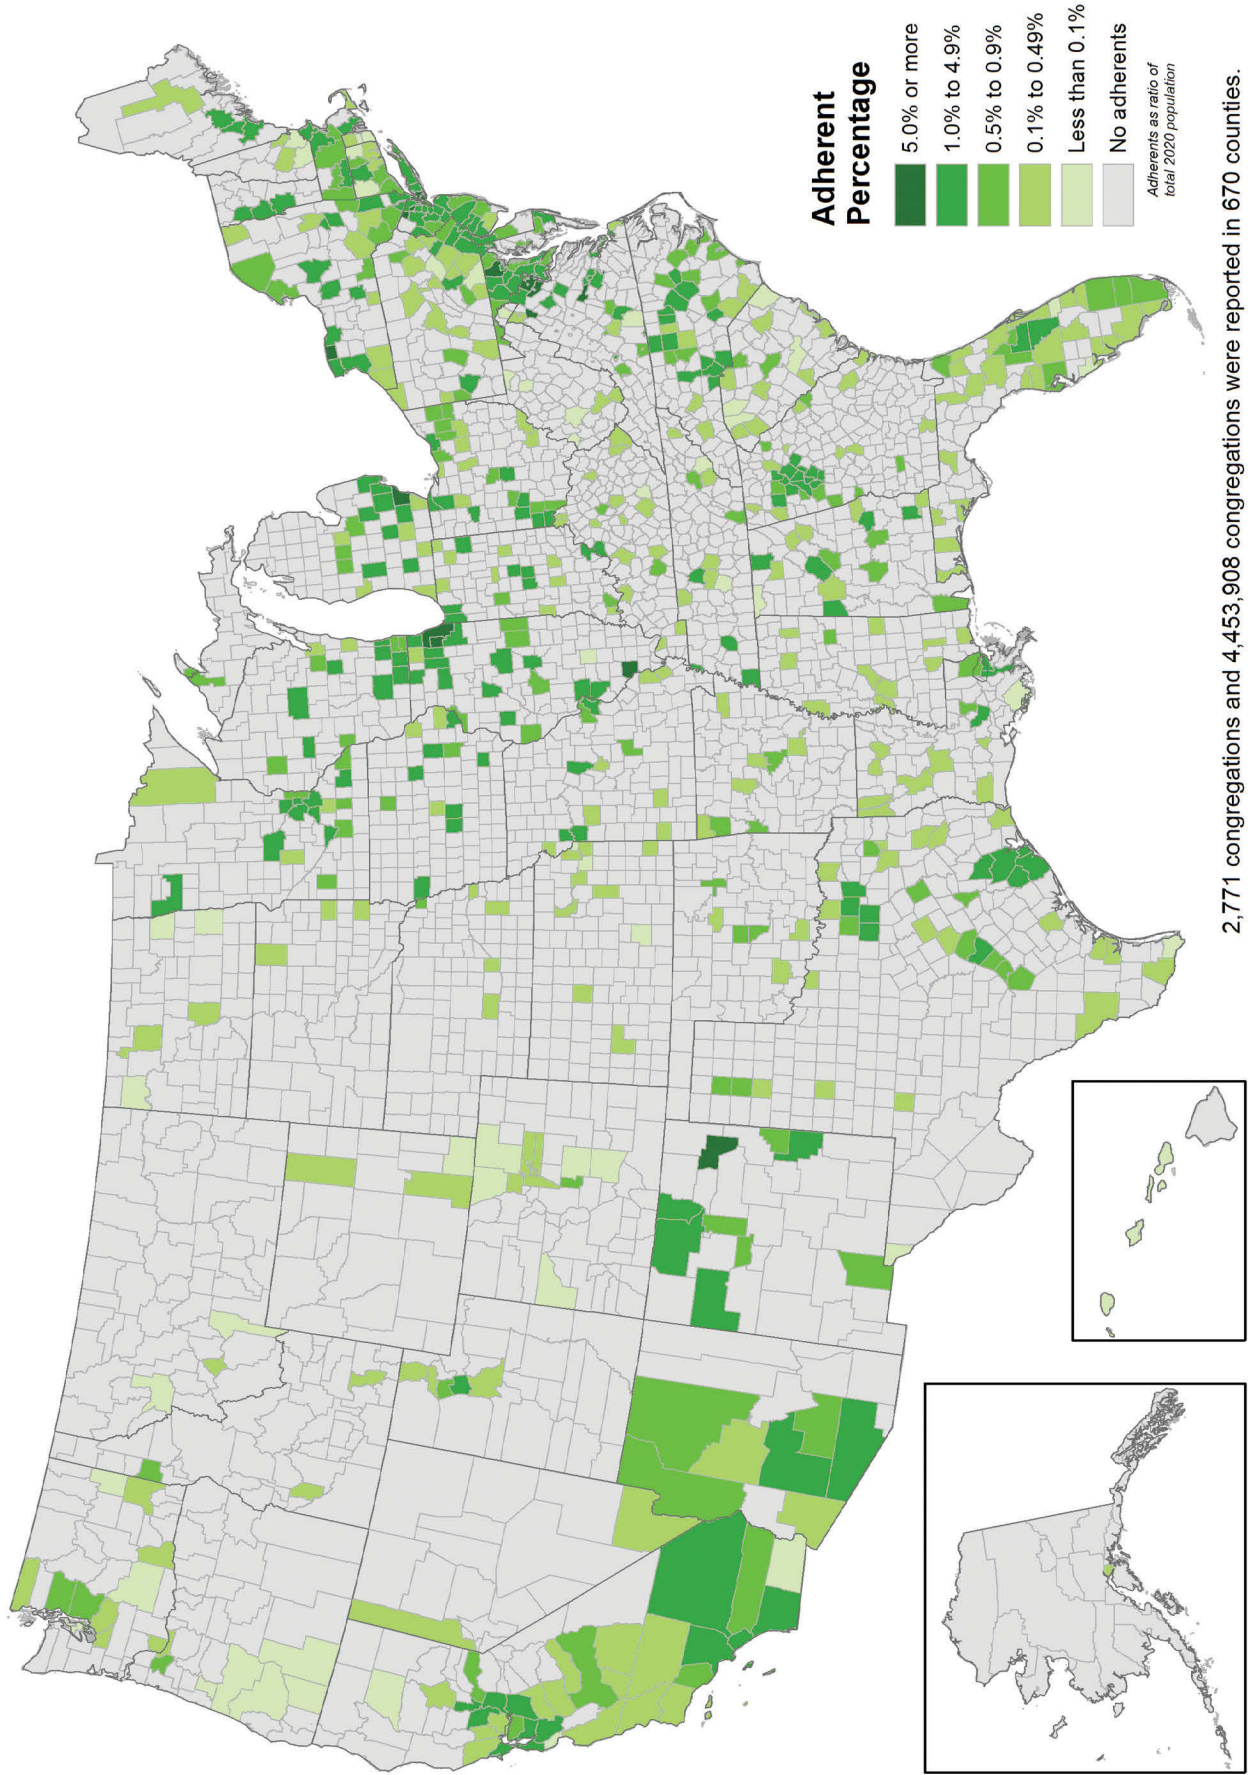 Adherent
Percentage
5.0% or more
1.0% to 4.9%
0.5% to 0.9%
0.1% to 0.49%
Less than 0.1%
No adherents
Adherents as ratio of
total 2020 population
2,771 congregations and 4,453,908 congregations were reported in 670 counties.